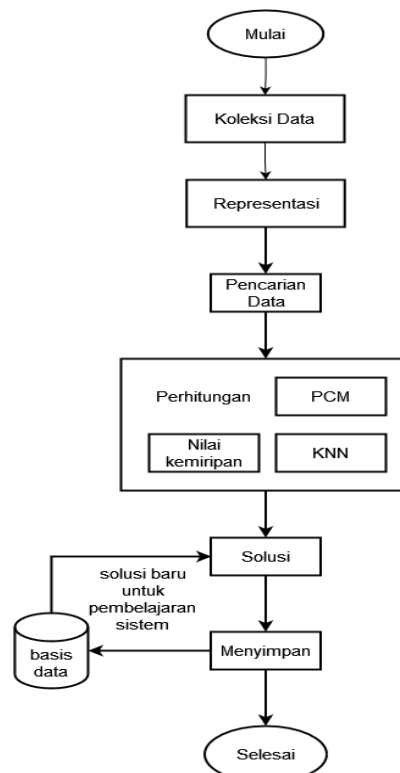 Mulai
Koleksi Data
Representasi
Pencarian
Data
Perhitungan
PCM
Nilai
kemiripan
KNN
Solusi
solusi baru
untuk
pembelajaran
sistem
basis
data
Menyimpan
Selesai